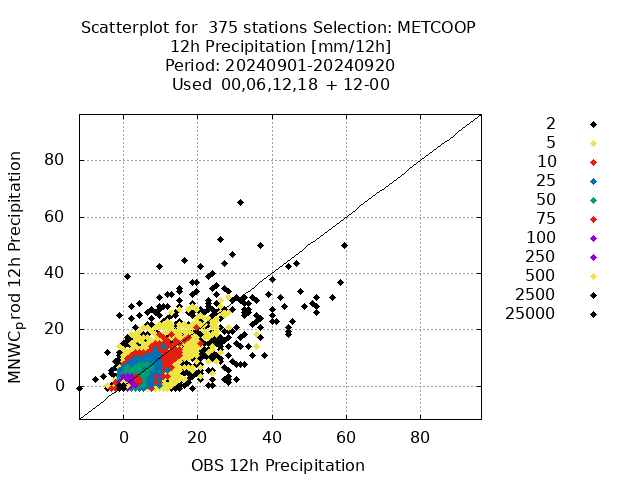 Scatterplot for  375 stations Selection: METCOOP
12h Precipitation [mm/12h]
Period: 20240901-20240920
Used  00,06,12,18  + 12-00
2
5
10
25
50
75
100
250
500
2500
25000
MNWC_prod 12h Precipitation
80
60
40
20
0
0 20 40 60 80
OBS 12h Precipitation